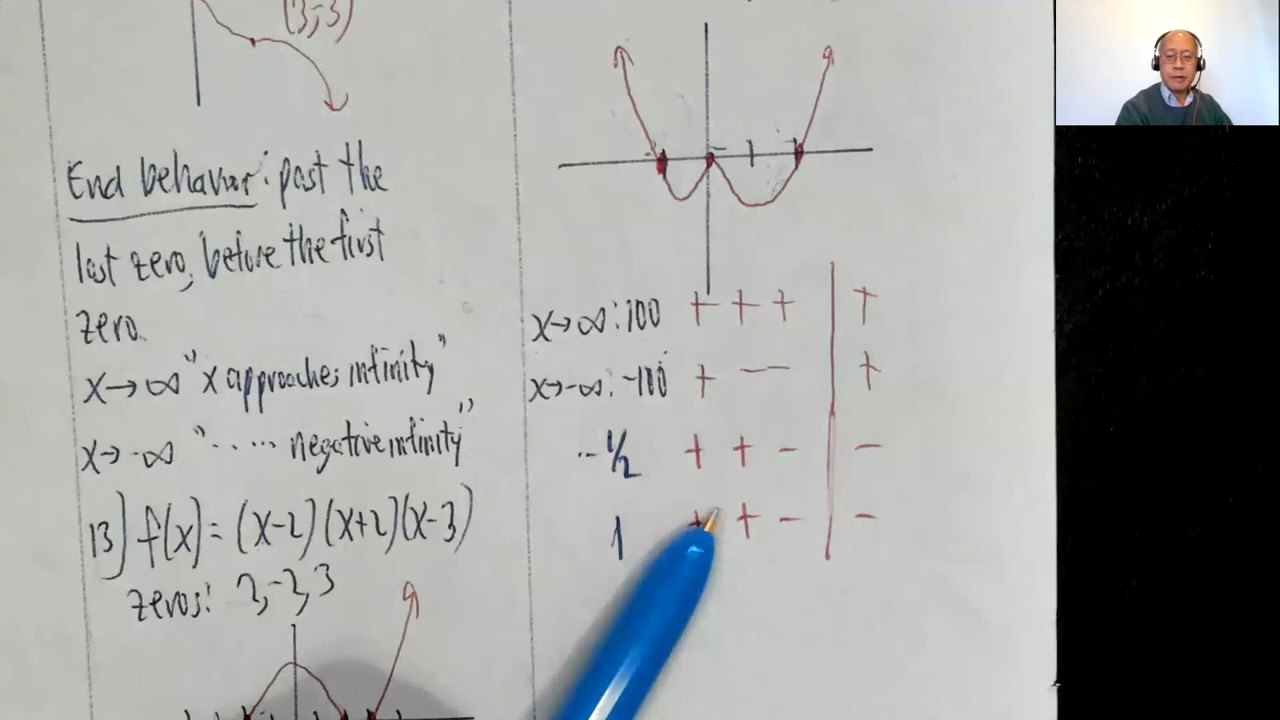 (3,-3)
End behavior: past the
last zero, before the first
zero.
x→∞ "x approaches infinity"
x→-∞ "..... negative infinity"
13) f(x)=(x-2)(x+2)(x-3)
zeros: 2,-2,3
x→∞: 100 + + + | +
x→-∞: -100 + - - | +
-1/2 + + - | -
1 + + - | -